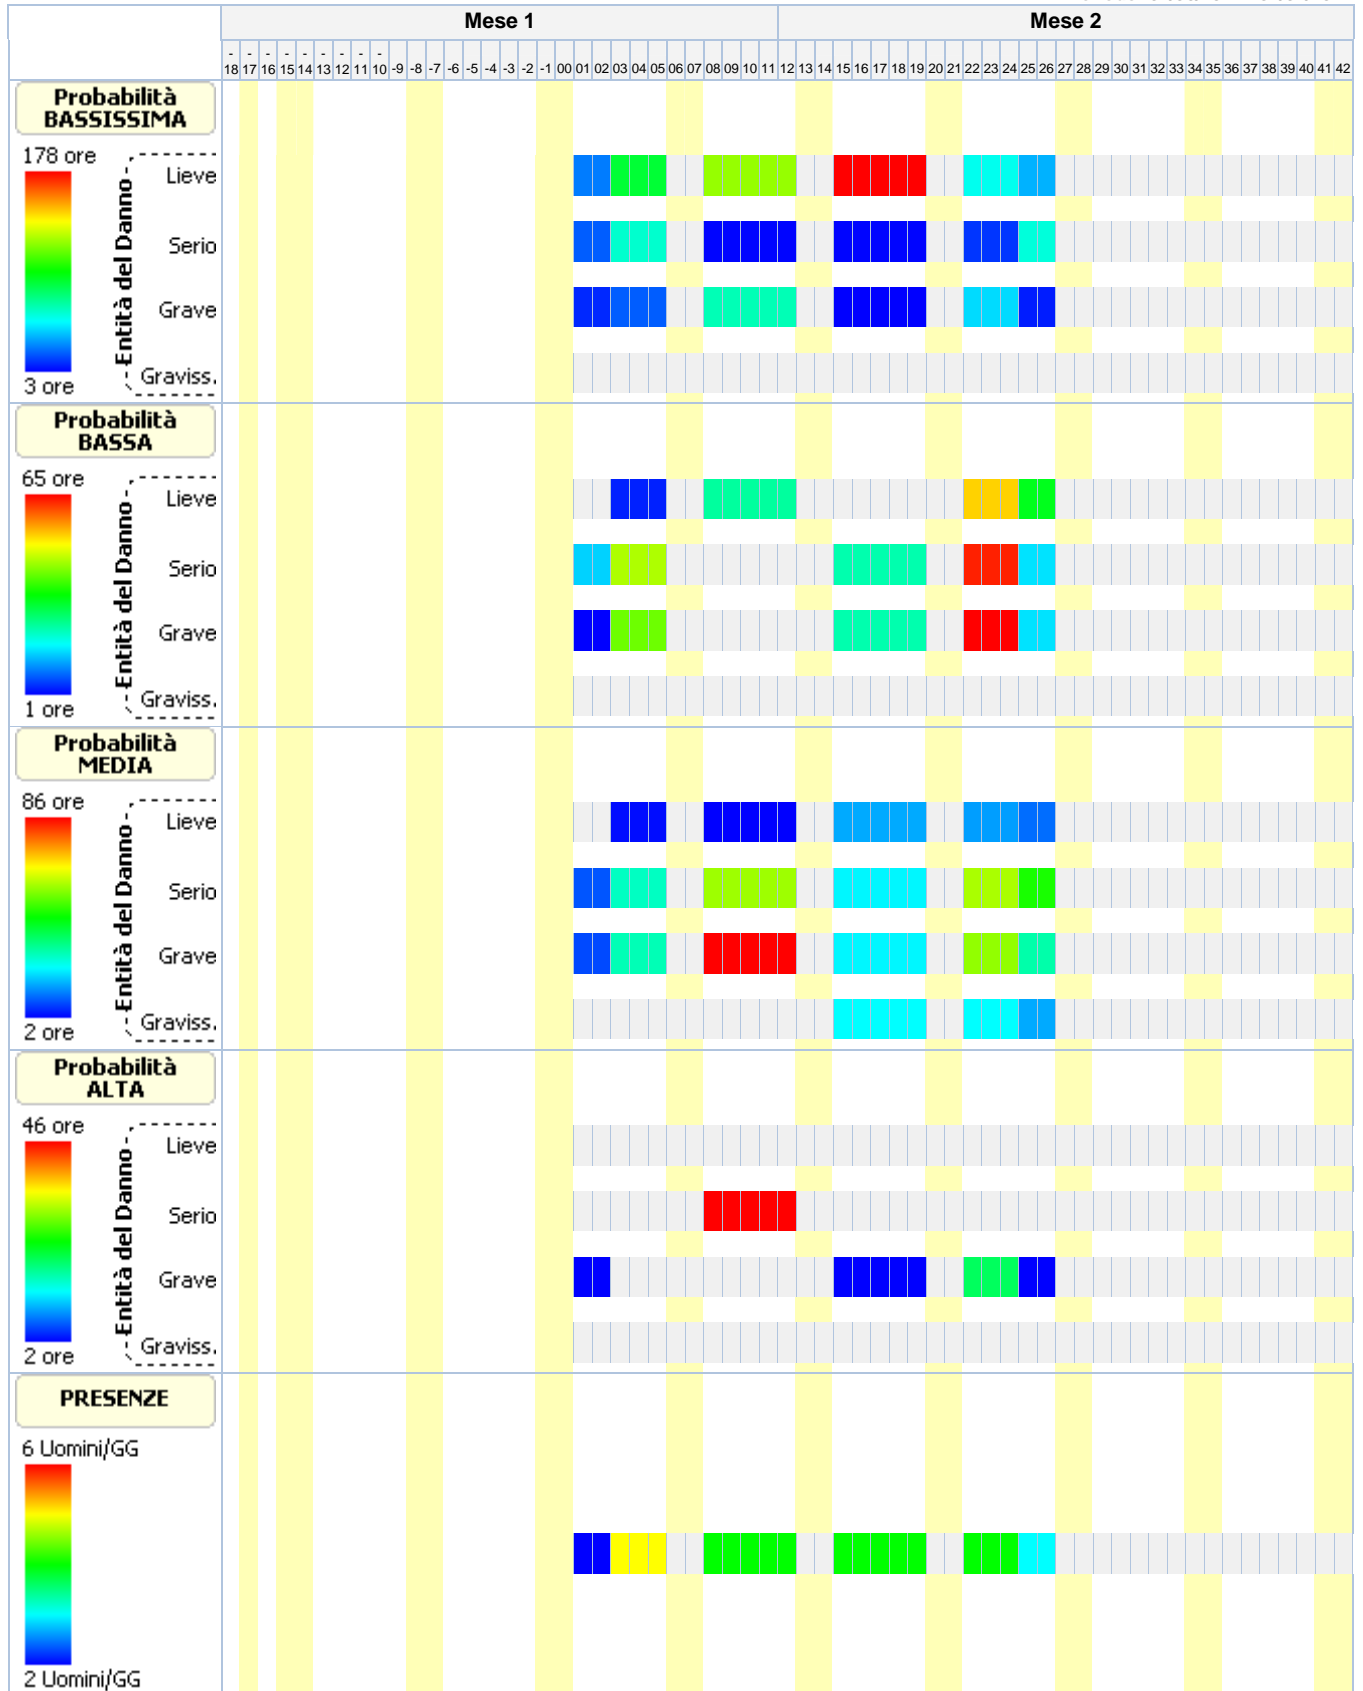 Mese 1 Mese 2
- - - - - - - - -
18 17 16 15 14 13 12 11 10 -9 -8 -7 -6 -5 -4 -3 -2 -1 00 01 02 03 04 05 06 07 08 09 10 11 12 13 14 15 16 17 18 19 20 21 22 23 24 25 26 27 28 29 30 31 32 33 34 35 36 37 38 39 40 41 42
Probabilità
BASSISSIMA
178 ore
Entità del Danno
Lieve
Serio
Grave
Graviss.
3 ore
Probabilità
BASSA
65 ore
Entità del Danno
Lieve
Serio
Grave
Graviss.
1 ore
Probabilità
MEDIA
86 ore
Entità del Danno
Lieve
Serio
Grave
Graviss.
2 ore
Probabilità
ALTA
46 ore
Entità del Danno
Lieve
Serio
Grave
Graviss.
2 ore
PRESENZE
6 Uomini/GG
2 Uomini/GG